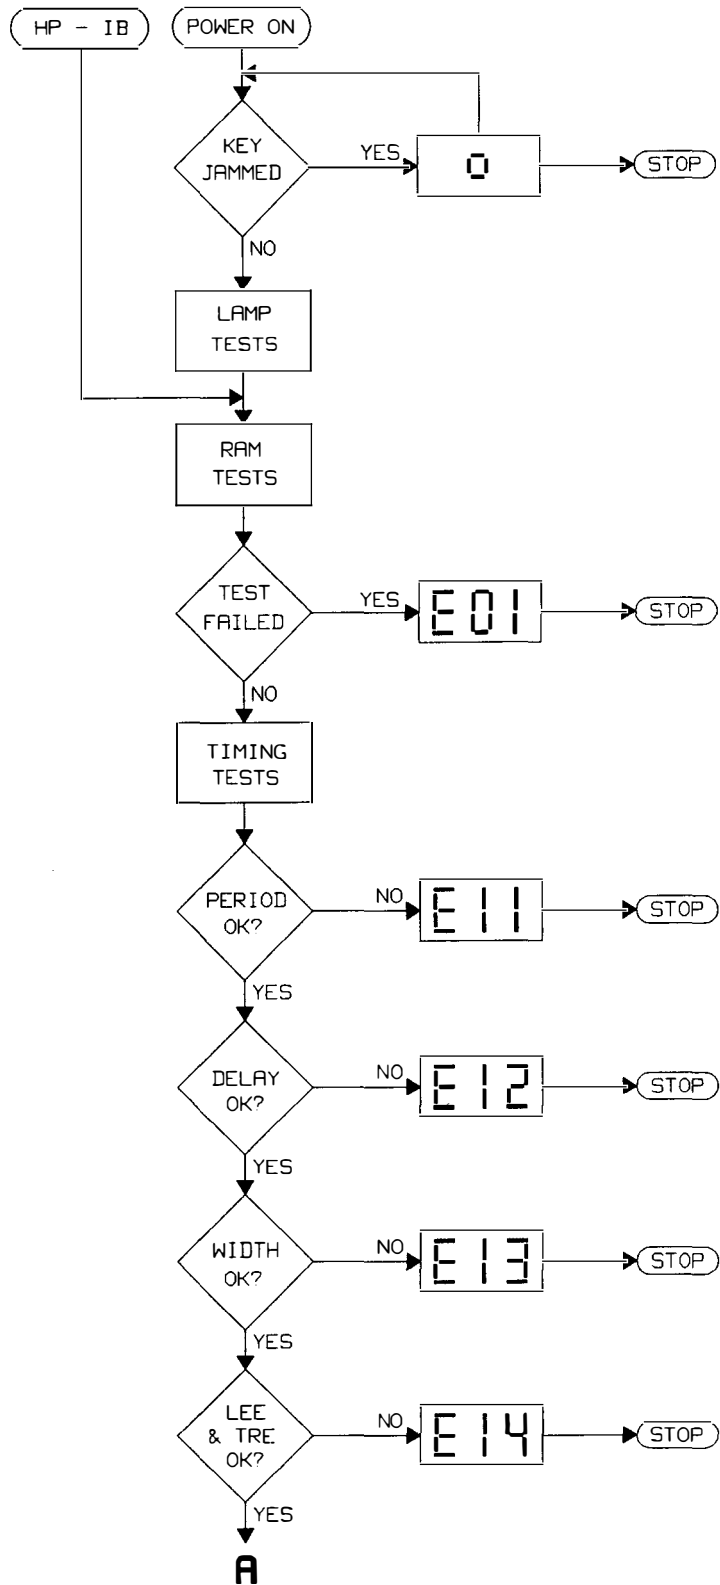 HP - IB
POWER ON
KEY
JAMMED
YES
o
STOP
NO
LAMP
TESTS
RAM
TESTS
TEST
FAILED
YES
E01
STOP
NO
TIMING
TESTS
PERIOD
OK?
NO
E11
STOP
YES
DELAY
OK?
NO
E12
STOP
YES
WIDTH
OK?
NO
E13
STOP
YES
LEE
& TRE
OK?
NO
E14
STOP
YES
A